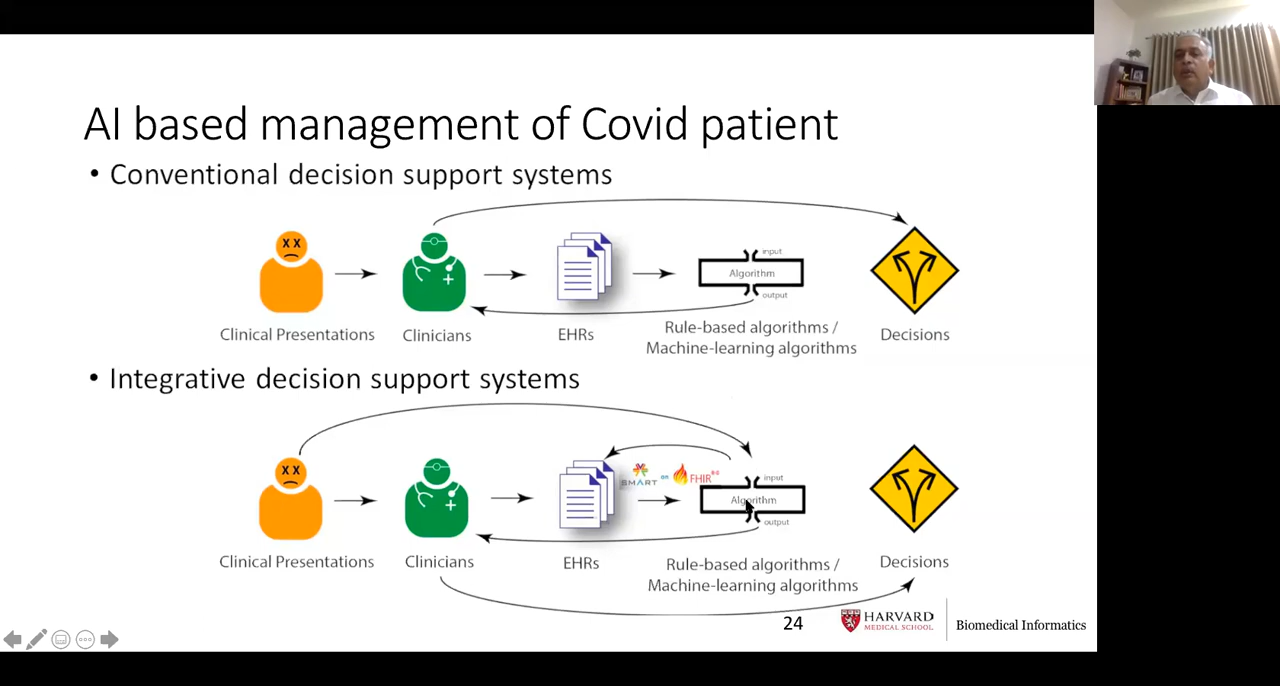 AI based management of Covid patient
• Conventional decision support systems
input
Algorithm
output
Clinical Presentations
Clinicians
EHRs
Rule-based algorithms /
Machine-learning algorithms
Decisions
• Integrative decision support systems
SMART on FHIR
input
Algorithm
output
Clinical Presentations
Clinicians
EHRs
Rule-based algorithms /
Machine-learning algorithms
Decisions
24
HARVARD
MEDICAL SCHOOL
Biomedical Informatics